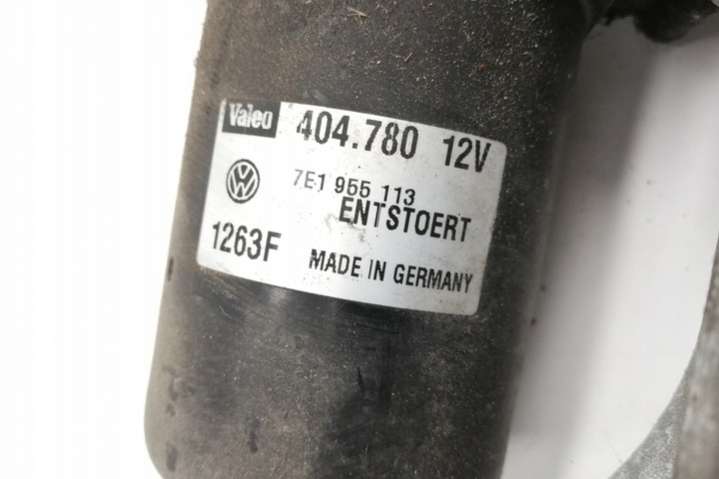 Valeo 404.780 12V
7E1 955 113
ENTSTOERT
1263F MADE IN GERMANY